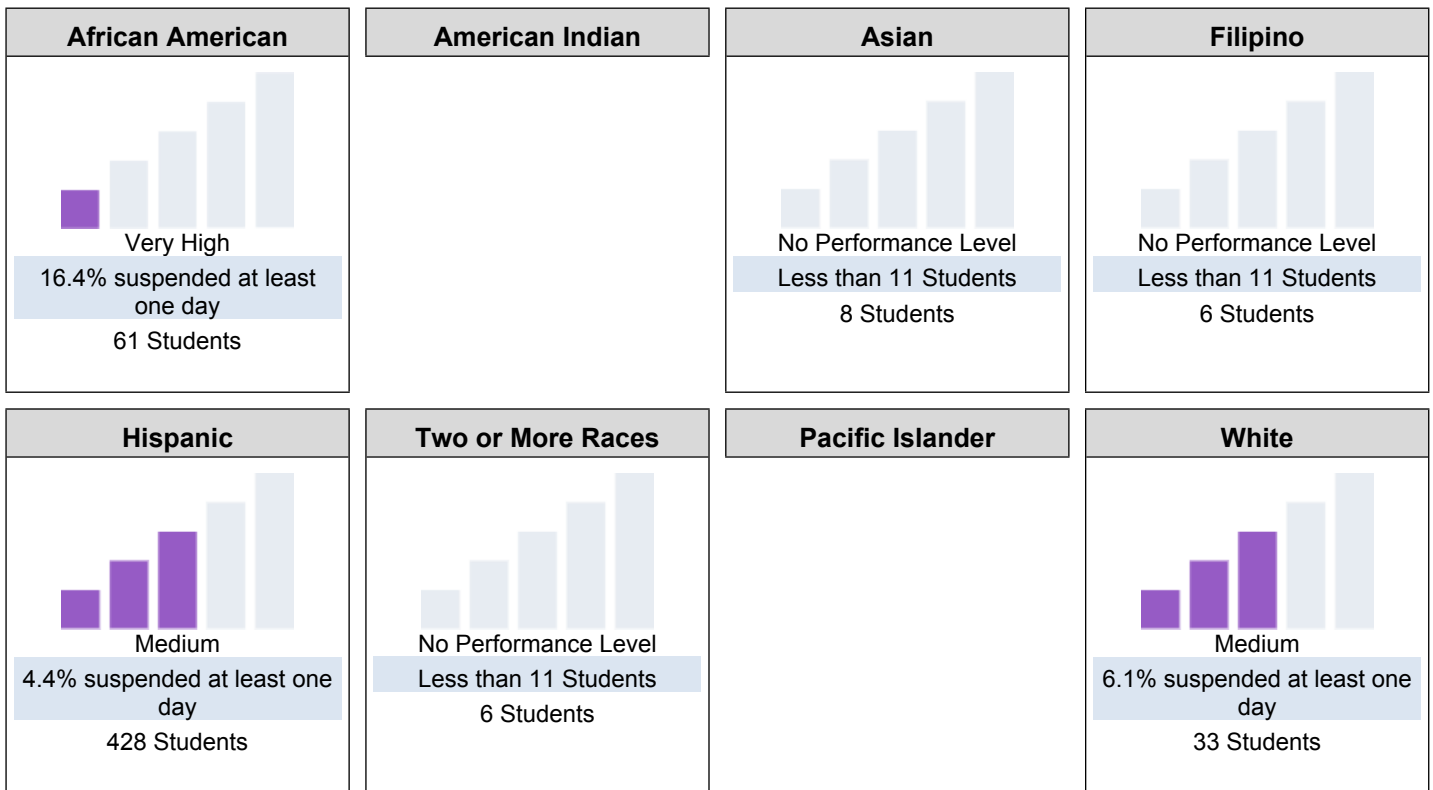 African American
American Indian
Asian
Filipino
Very High
16.4% suspended at least
one day
61 Students
No Performance Level
Less than 11 Students
8 Students
No Performance Level
Less than 11 Students
6 Students
Hispanic
Two or More Races
Pacific Islander
White
Medium
4.4% suspended at least one
day
428 Students
No Performance Level
Less than 11 Students
6 Students
Medium
6.1% suspended at least one
day
33 Students